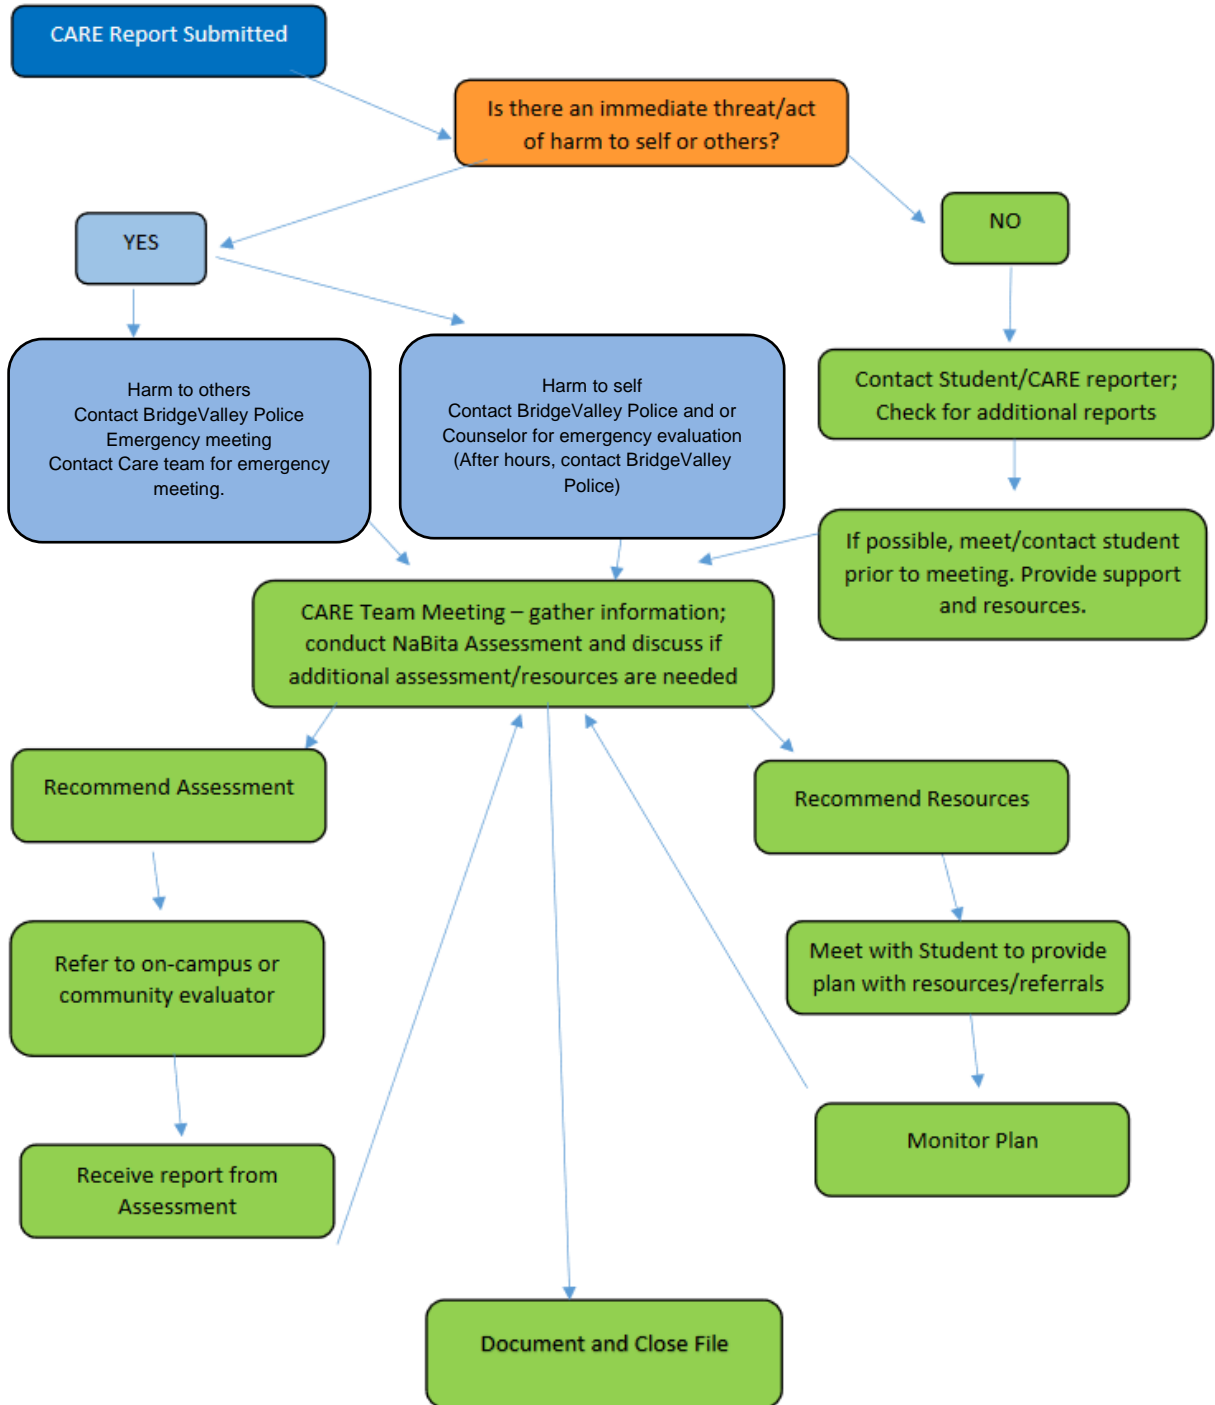 CARE Report Submitted
Is there an immediate threat/act
of harm to self or others?
YES
NO
Harm to others
Contact BridgeValley Police
Emergency meeting
Contact Care team for emergency
meeting.
Harm to self
Contact BridgeValley Police and or
Counselor for emergency evaluation
(After hours, contact BridgeValley
Police)
Contact Student/CARE reporter;
Check for additional reports
If possible, meet/contact student
prior to meeting. Provide support
and resources.
CARE Team Meeting – gather information;
conduct NaBita Assessment and discuss if
additional assessment/resources are needed
Recommend Assessment
Recommend Resources
Refer to on-campus or
community evaluator
Meet with Student to provide
plan with resources/referrals
Receive report from
Assessment
Monitor Plan
Document and Close File